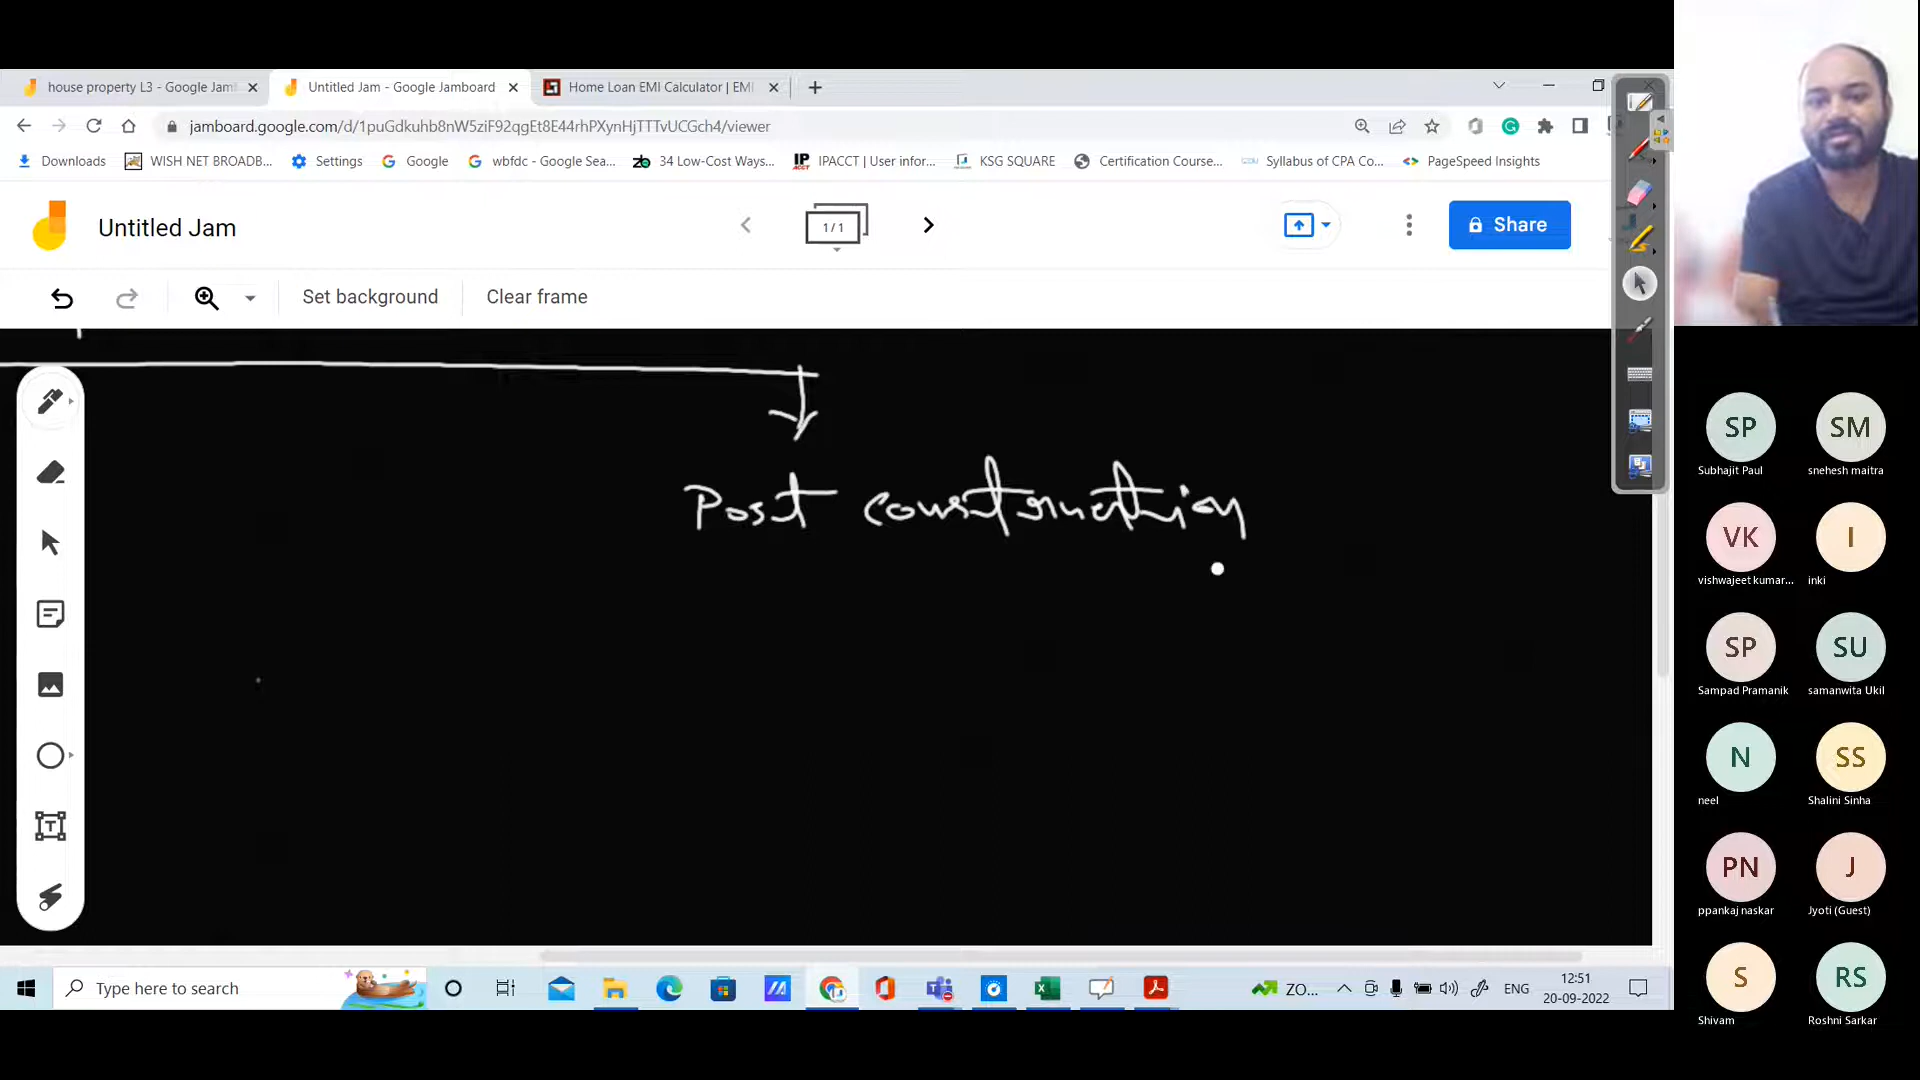 house property L3 - Google Jam
Untitled Jam - Google Jamboard
Home Loan EMI Calculator | EMI
jamboard.google.com/d/1puGdkuhb8nW5ziF92qgEt8E44rhPXynHjTTTvUCGch4/viewer
Downloads
WISH NET BROADB...
Settings
Google
wbfdc - Google Sea...
34 Low-Cost Ways...
IPACCT | User infor...
KSG SQUARE
Certification Course...
Syllabus of CPA Co...
PageSpeed Insights
Untitled Jam
1 / 1
Share
Set background
Clear frame
Post construction
SP
SM
Subhajit Paul
snehesh maitra
VK
I
vishwajeet kumar...
inki
SP
SU
Sampad Pramanik
samanwita Ukil
N
SS
neel
Shalini Sinha
PN
J
ppankaj naskar
Jyoti (Guest)
S
RS
Shivam
Roshni Sarkar
Type here to search
ZO...
ENG
12:51
20-09-2022